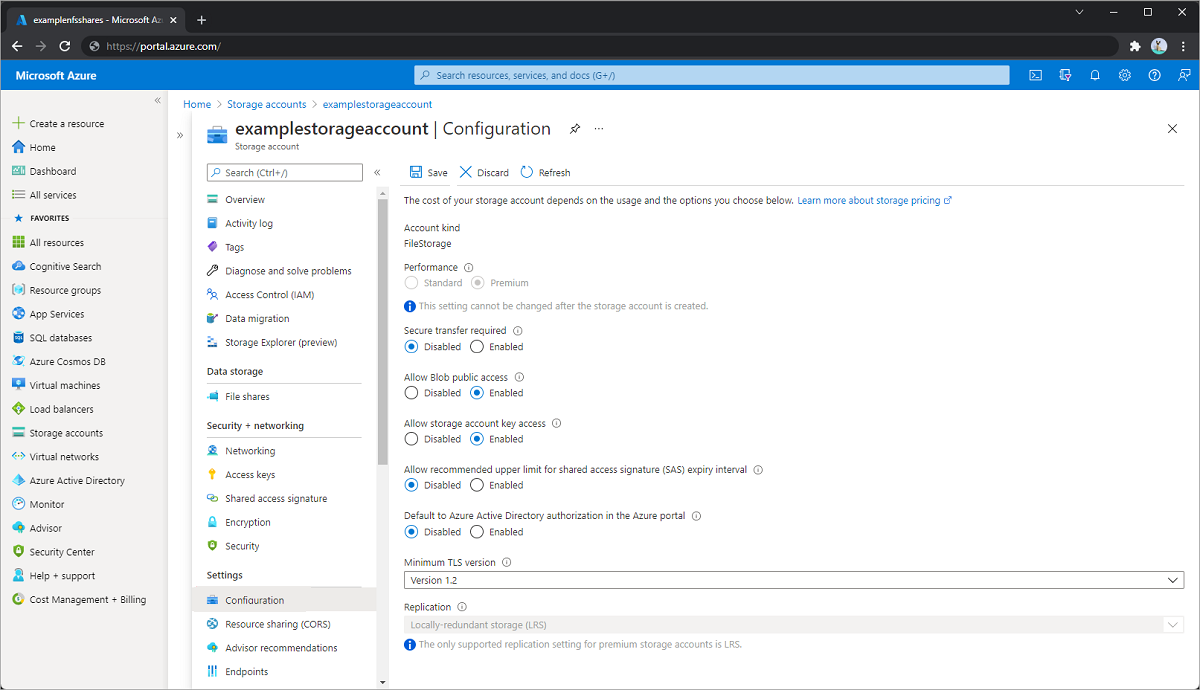 examplenfsshares - Microsoft Az
https://portal.azure.com/
Microsoft Azure
Search resources, services, and docs (G+/)
Create a resource
Home
Dashboard
All services
FAVORITES
All resources
Cognitive Search
Resource groups
App Services
SQL databases
Azure Cosmos DB
Virtual machines
Load balancers
Storage accounts
Virtual networks
Azure Active Directory
Monitor
Advisor
Security Center
Help + support
Cost Management + Billing
Home > Storage accounts > examplestorageaccount
examplestorageaccount | Configuration
Storage account
Search (Ctrl+/)
Overview
Activity log
Tags
Diagnose and solve problems
Access Control (IAM)
Data migration
Storage Explorer (preview)
Data storage
File shares
Security + networking
Networking
Access keys
Shared access signature
Encryption
Security
Settings
Configuration
Resource sharing (CORS)
Advisor recommendations
Endpoints
Save Discard Refresh
The cost of your storage account depends on the usage and the options you choose below. Learn more about storage pricing
Account kind
FileStorage
Performance
Standard Premium
This setting cannot be changed after the storage account is created.
Secure transfer required
Disabled Enabled
Allow Blob public access
Disabled Enabled
Allow storage account key access
Disabled Enabled
Allow recommended upper limit for shared access signature (SAS) expiry interval
Disabled Enabled
Default to Azure Active Directory authorization in the Azure portal
Disabled Enabled
Minimum TLS version
Version 1.2
Replication
Locally-redundant storage (LRS)
The only supported replication setting for premium storage accounts is LRS.